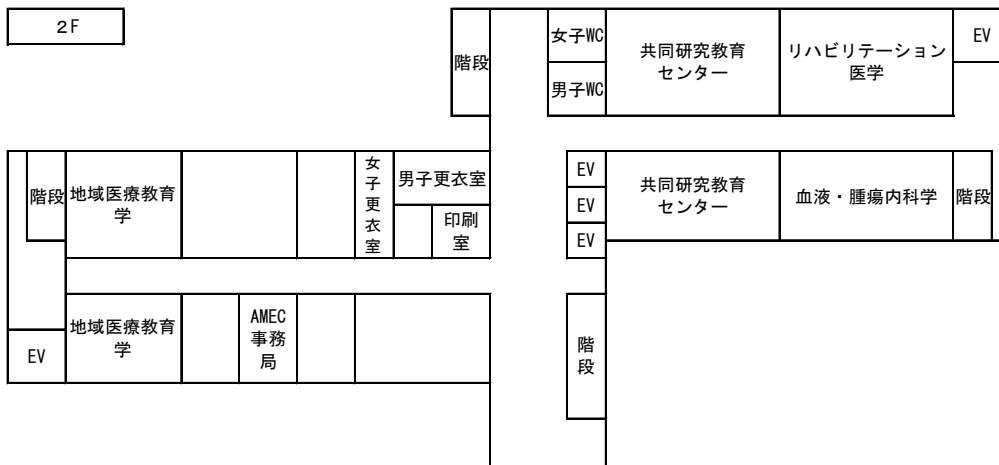 ２F
階段
女子WC
男子WC
共同研究教育
センター
リハビリテーション
医学
EV
階段
地域医療教育
学
女子更衣室
男子更衣室
印刷
室
EV
EV
EV
共同研究教育
センター
血液・腫瘍内科学
階段
EV
地域医療教育
学
AMEC
事務
局
階
段